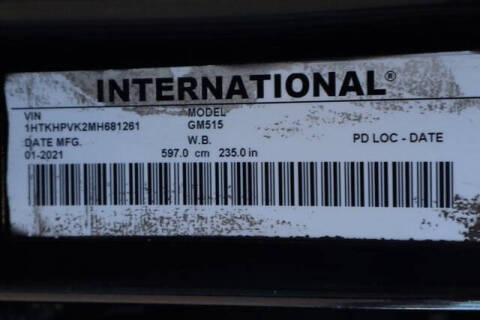 INTERNATIONAL®
VIN MODEL
1HTKHPVK2MH681261 GM515
DATE MFG. W.B. PD LOC - DATE
01-2021 597.0 cm 235.0 in